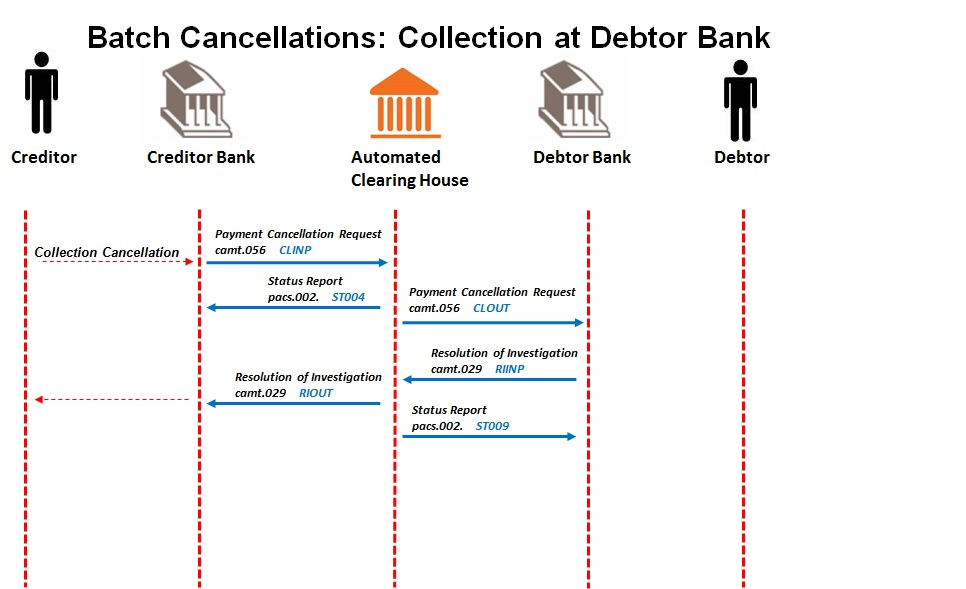 Batch Cancellations: Collection at Debtor Bank
Creditor
Creditor Bank
Automated
Clearing House
Debtor Bank
Debtor
Collection Cancellation
Payment Cancellation Request
camt.056 CLINP
Status Report
pacs.002. ST004
Payment Cancellation Request
camt.056 CLOUT
Resolution of Investigation
camt.029 RIINP
Resolution of Investigation
camt.029 RIOUT
Status Report
pacs.002. ST009